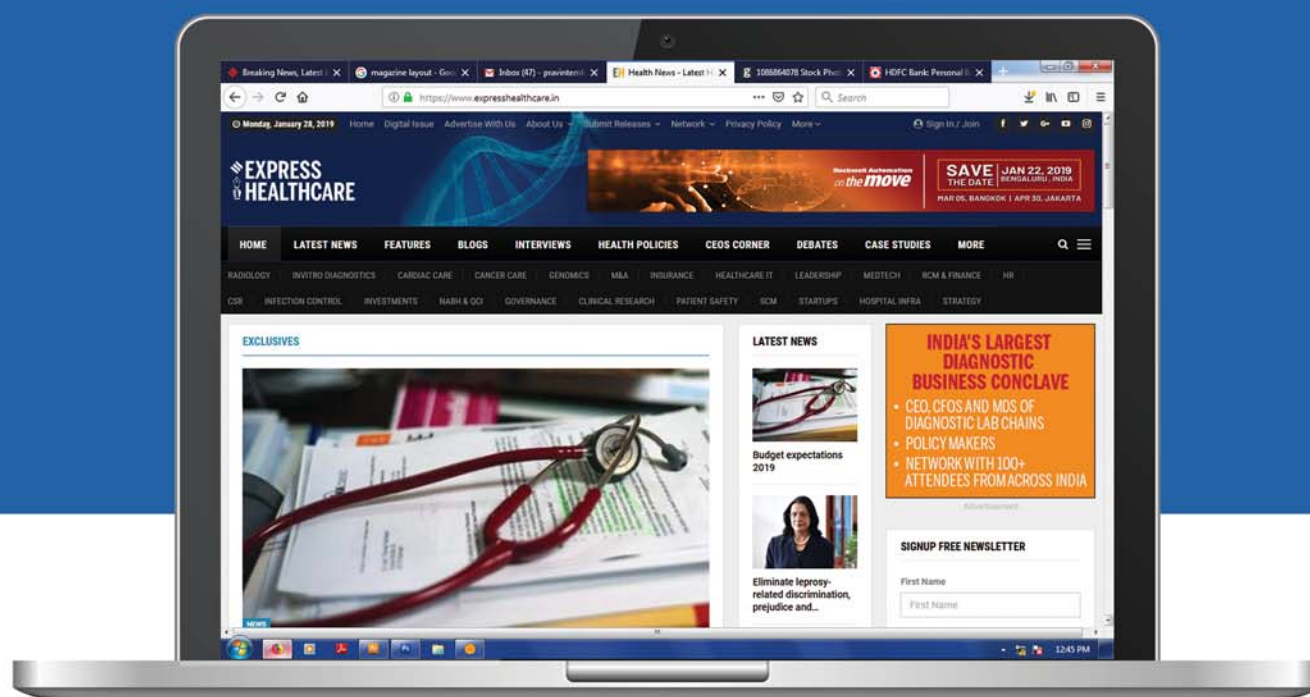 Breaking News, Latest
magazine layout - Goo
Inbox (47) - pravintemi
EH Health News - Latest H
1086864078 Stock Phot
HDFC Bank: Personal B
https://www.expresshealthcare.in
Search
Monday, January 28, 2019 Home Digital Issue Advertise With Us About Us Submit Releases Network Privacy Policy More Sign In / Join
EXPRESS
HEALTHCARE
Rockwell Automation
on the move
SAVE
THE DATE
JAN 22, 2019
BENGALURU, INDIA
MAR 05, BANGKOK | APR 30, JAKARTA
HOME LATEST NEWS FEATURES BLOGS INTERVIEWS HEALTH POLICIES CEOS CORNER DEBATES CASE STUDIES MORE
RADIOLOGY INVITRO DIAGNOSTICS CARDIAC CARE CANCER CARE GENOMICS M&A INSURANCE HEALTHCARE IT LEADERSHIP MEDTECH RCM & FINANCE HR
CSR INFECTION CONTROL INVESTMENTS NABH & QCI GOVERNANCE CLINICAL RESEARCH PATIENT SAFETY SCM STARTUPS HOSPITAL INFRA STRATEGY
EXCLUSIVES
NEWS
LATEST NEWS
Budget expectations
2019
Eliminate leprosy-
related discrimination,
prejudice and...
INDIA'S LARGEST
DIAGNOSTIC
BUSINESS CONCLAVE
• CEO, CFOS AND MDS OF
DIAGNOSTIC LAB CHAINS
• POLICY MAKERS
• NETWORK WITH 100+
ATTENDEES FROMACROSS INDIA
Advertisement
SIGNUP FREE NEWSLETTER
First Name
First Name
12:45 PM